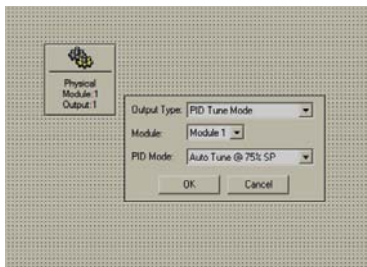 Physical
Module:1
Output:1
Output Type: PID Tune Mode
Module: Module 1
PID Mode: Auto Tune @ 75% SP
OK Cancel